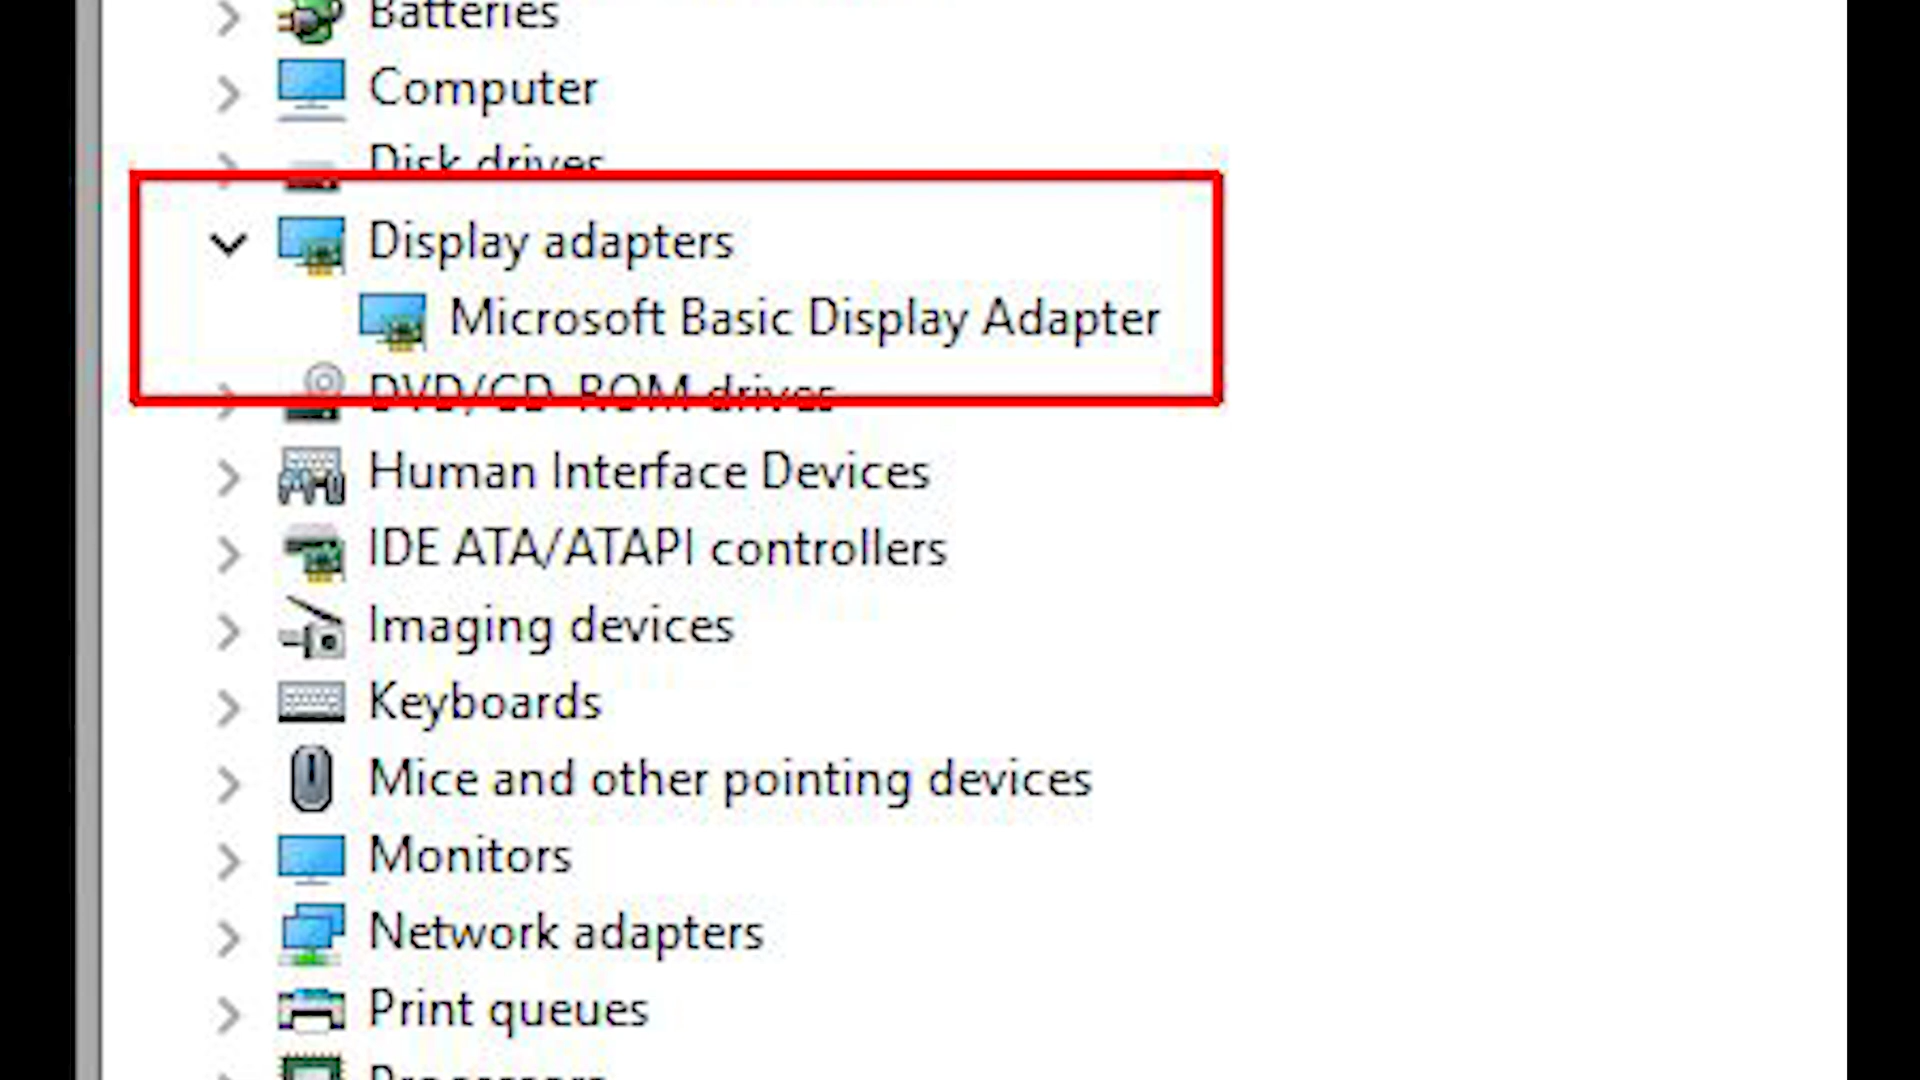 Batteries
Computer
Disk drives
Display adapters
Microsoft Basic Display Adapter
DVD/CD-ROM drives
Human Interface Devices
IDE ATA/ATAPI controllers
Imaging devices
Keyboards
Mice and other pointing devices
Monitors
Network adapters
Print queues
Processors